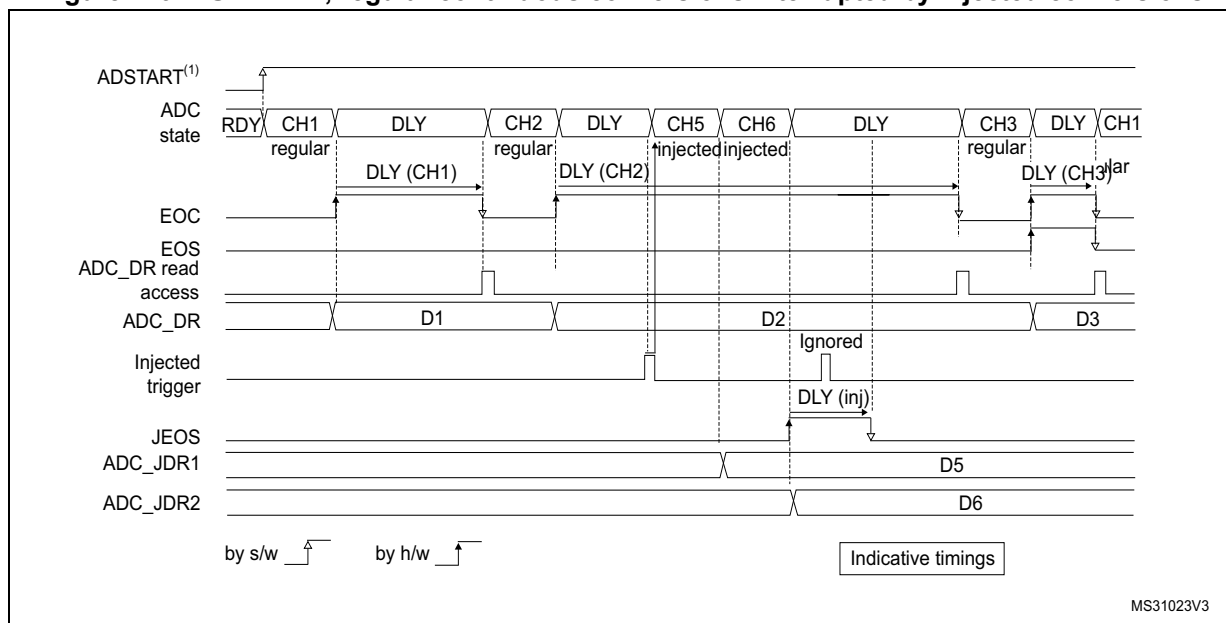 ADSTART(1)
ADC state
RDY CH1 DLY CH2 DLY CH5 CH6 DLY CH3 DLY CH1
regular regular injected injected regular
DLY (CH1) DLY (CH2) DLY (CH3) lar
EOC
EOS
ADC_DR read access
ADC_DR D1 D2 D3
Injected trigger
Ignored
DLY (inj)
JEOS
ADC_JDR1 D5
ADC_JDR2 D6
by s/w by h/w Indicative timings
MS31023V3